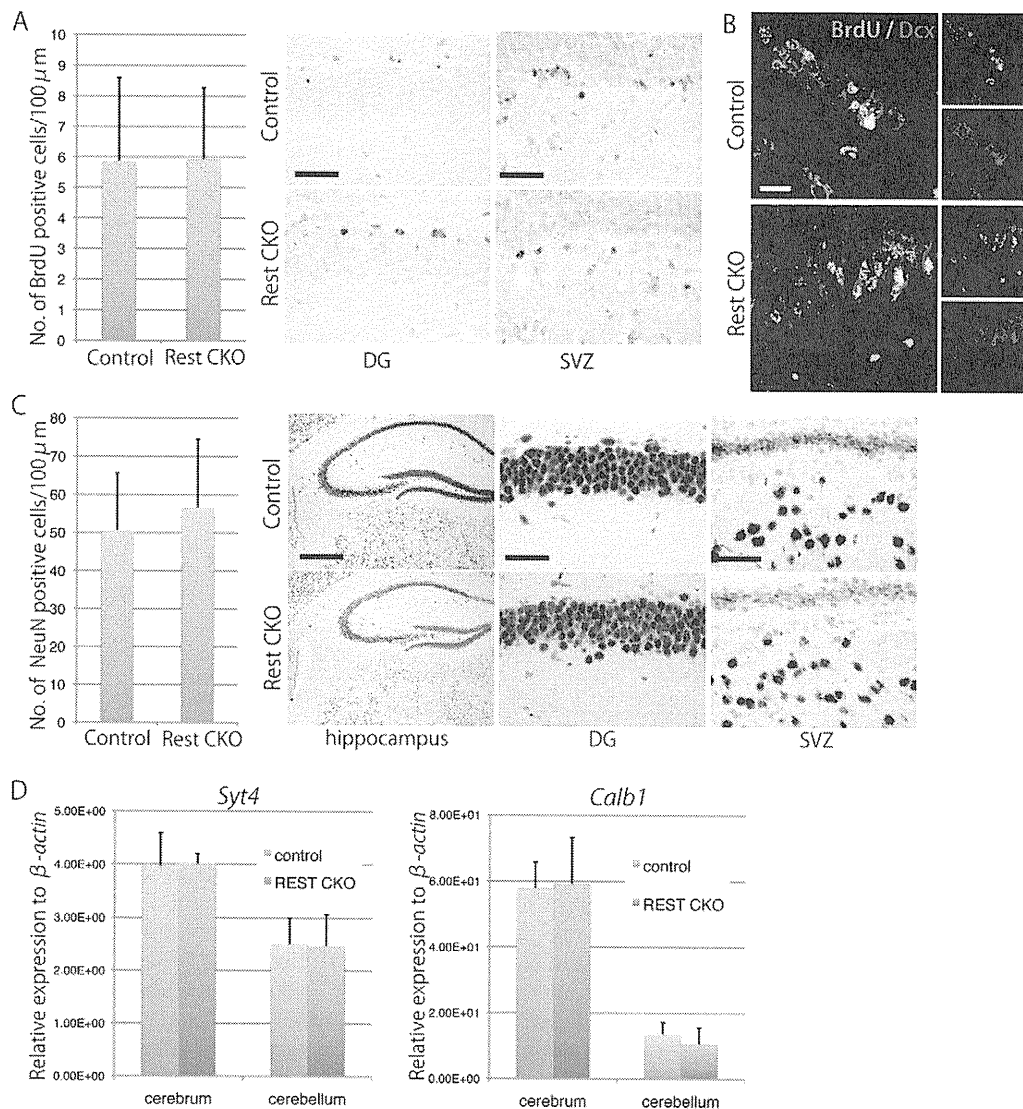 A
No. of BrdU positive cells/100μm
10
9
8
7
6
5
4
3
2
1
0
Control Rest CKO
Control
Rest CKO
DG SVZ
B
BrdU / Dcx
Control
Rest CKO
C
No. of NeuN positive cells/100μm
80
70
60
50
40
30
20
10
0
Control Rest CKO
Control
Rest CKO
hippocampus DG SVZ
D
Syt4
Relative expression to β-actin
5.00E+00
4.00E+00
3.00E+00
2.00E+00
1.00E+00
0.00E+00
control
REST CKO
cerebrum cerebellum
Calb1
Relative expression to β-actin
8.00E+01
6.00E+01
4.00E+01
2.00E+01
0.00E+00
control
REST CKO
cerebrum cerebellum